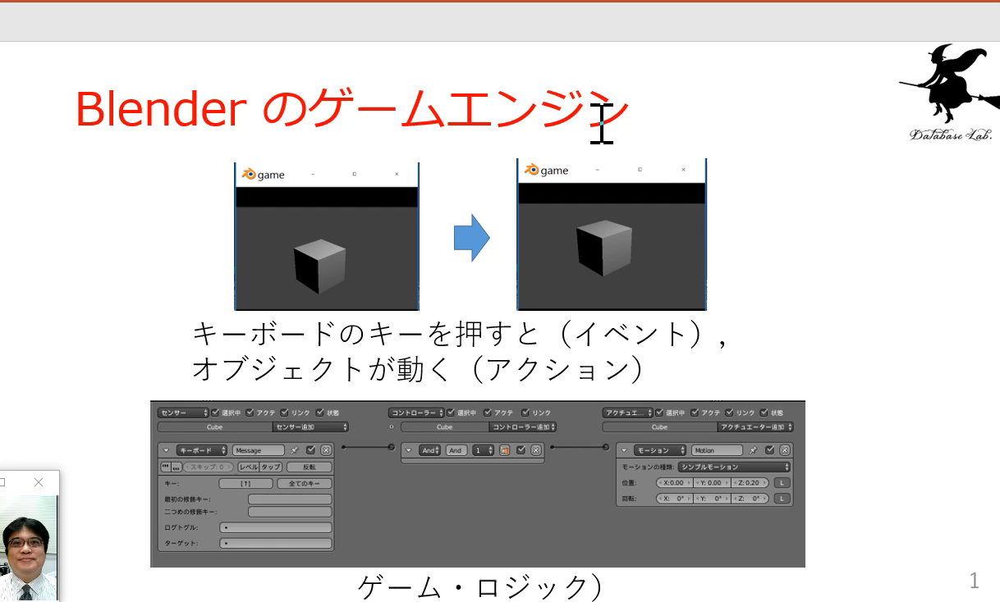 Database Lab.
Blender のゲームエンジン
game
game
キーボードのキーを押すと（イベント）,
オブジェクトが動く（アクション）
センサー 選択中 アクテ リンク 状態 コントローラー 選択中 アクテ リンク アクチュエ... 選択中 アクテ リンク 状態
Cube センサー追加 Cube コントローラー追加 Cube アクチュエーター追加
キーボード Message And And 1 モーション Motion
スキップ: 0 レベル タップ 反転 モーションの種類: シンプルモーション
キー: [↑] 全てのキー 位置: X:0.00 Y: 0.00 Z: 0.20 L
最初の修飾キー: 回転: X: 0° Y: 0° Z: 0° L
二つめの修飾キー:
ログトグル:
ターゲット:
ゲーム・ロジック）
1